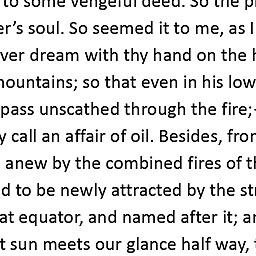 to some vengeful deed. So the p
er’s soul. So seemed it to me, as I
ver dream with thy hand on the h
mountains; so that even in his low
pass unscathed through the fire;
y call an affair of oil. Besides, fro
anew by the combined fires of t
d to be newly attracted by the st
at equator, and named after it; a
t sun meets our glance half way,